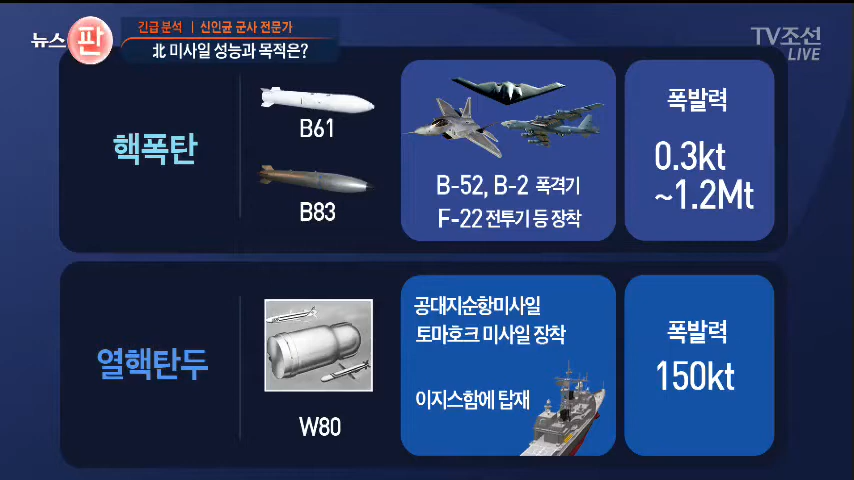 뉴스 판
긴급 분석 | 신인균 군사 전문가
北 미사일 성능과 목적은?
TV조선
LIVE
핵폭탄
B61
B83
B-52, B-2 폭격기
F-22 전투기 등 장착
폭발력
0.3kt
~1.2Mt
열핵탄두
W80
공대지순항미사일
토마호크 미사일 장착
이지스함에 탑재
폭발력
150kt